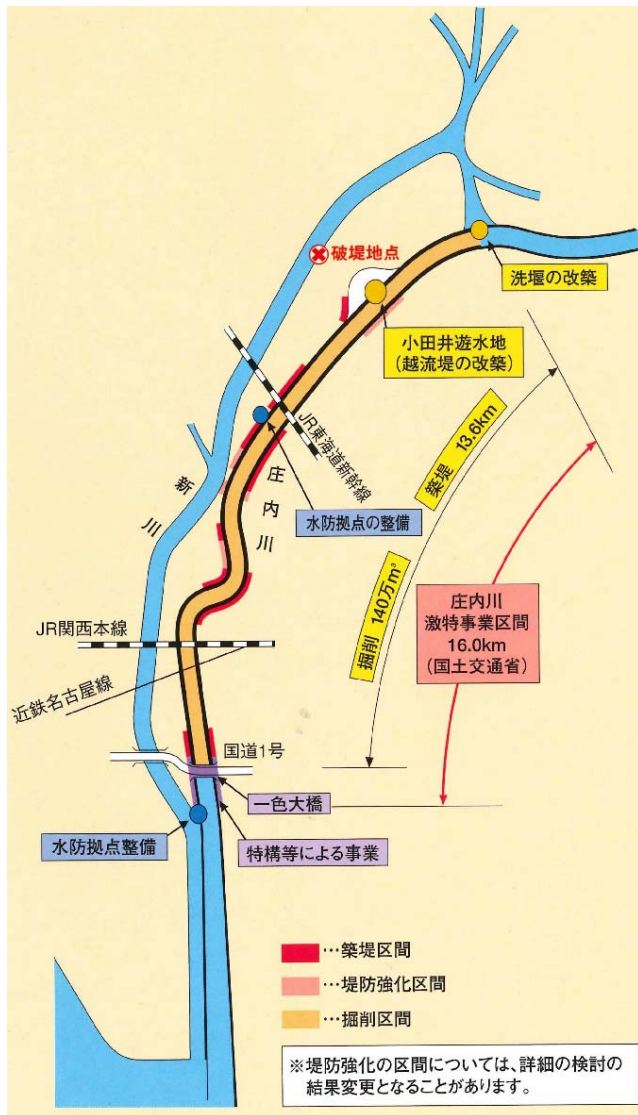 破堤地点
洗堰の改築
小田井遊水地
(越流堤の改築)
JR東海道新幹線
築堤 13.6km
庄内川
新川
水防拠点の整備
掘削 140万m³
庄内川
激特事業区間
16.0km
(国土交通省)
JR関西本線
近鉄名古屋線
国道1号
一色大橋
水防拠点整備
特構等による事業
…築堤区間
…堤防強化区間
…掘削区間
※堤防強化の区間については、詳細の検討の
結果変更となることがあります。